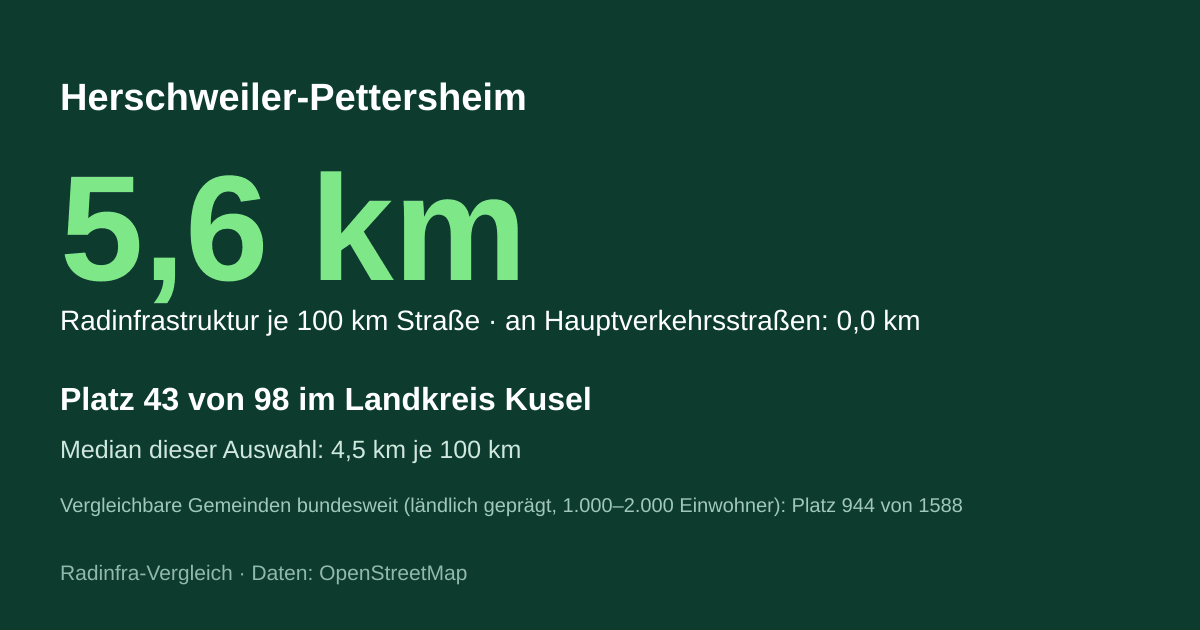 Herschweiler-Pettersheim
5,6 km
Radinfrastruktur je 100 km Straße · an Hauptverkehrsstraßen: 0,0 km
Platz 43 von 98 im Landkreis Kusel
Median dieser Auswahl: 4,5 km je 100 km
Vergleichbare Gemeinden bundesweit (ländlich geprägt, 1.000–2.000 Einwohner): Platz 944 von 1588
Radinfra-Vergleich · Daten: OpenStreetMap